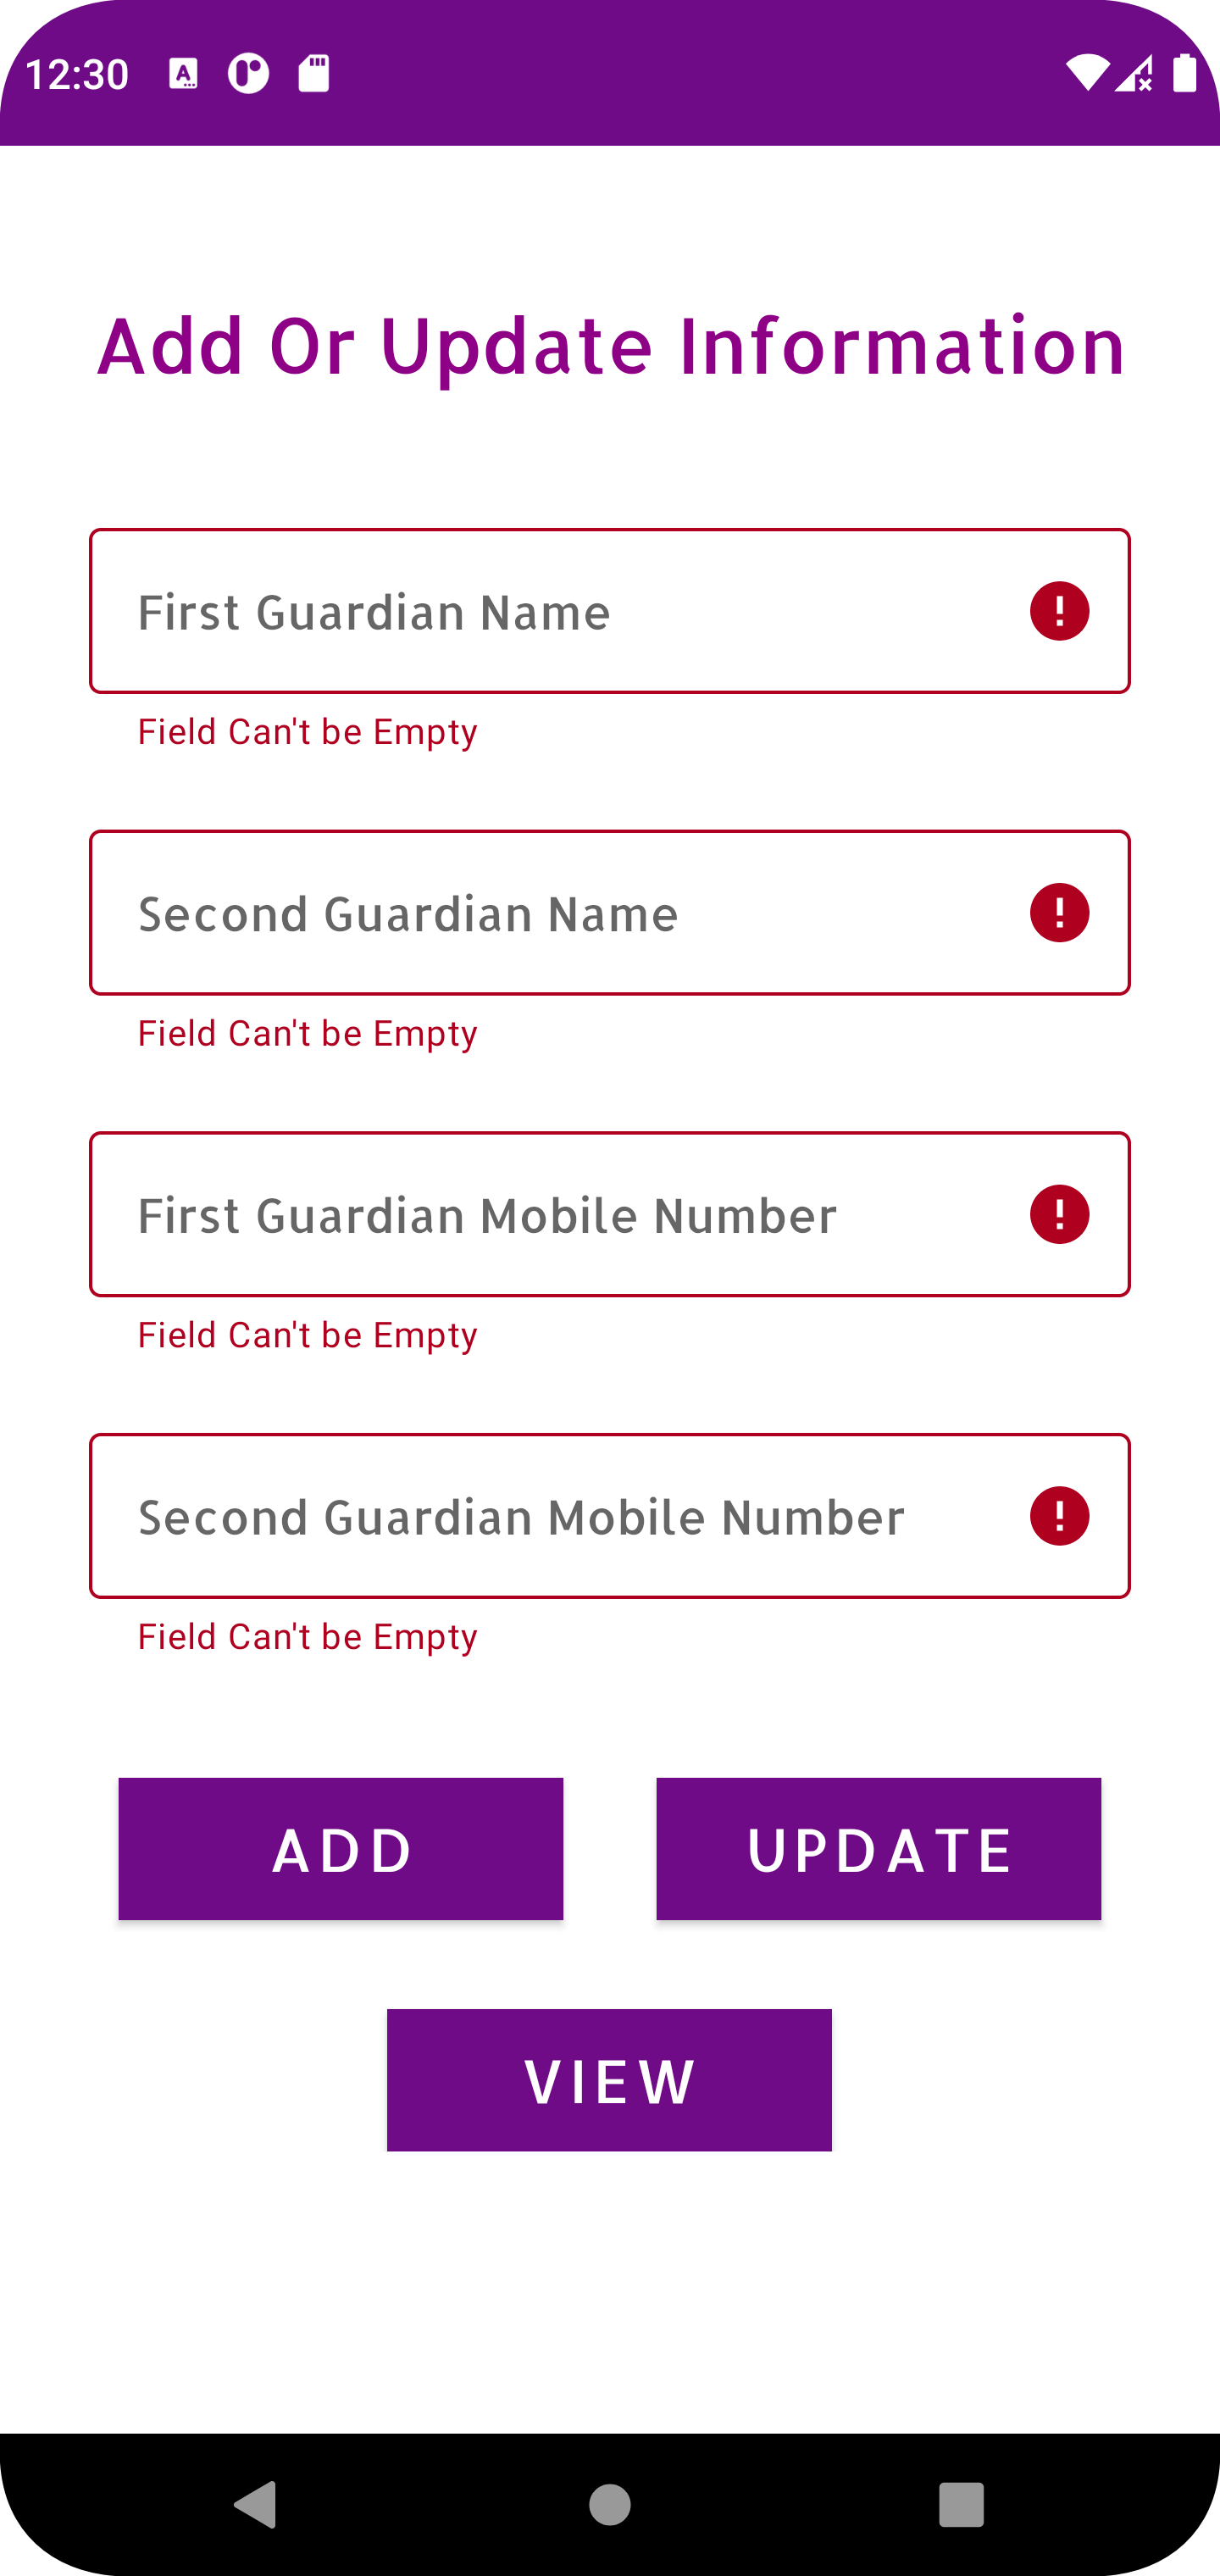 12:30
Add Or Update Information
First Guardian Name
Field Can't be Empty
Second Guardian Name
Field Can't be Empty
First Guardian Mobile Number
Field Can't be Empty
Second Guardian Mobile Number
Field Can't be Empty
ADD UPDATE
VIEW